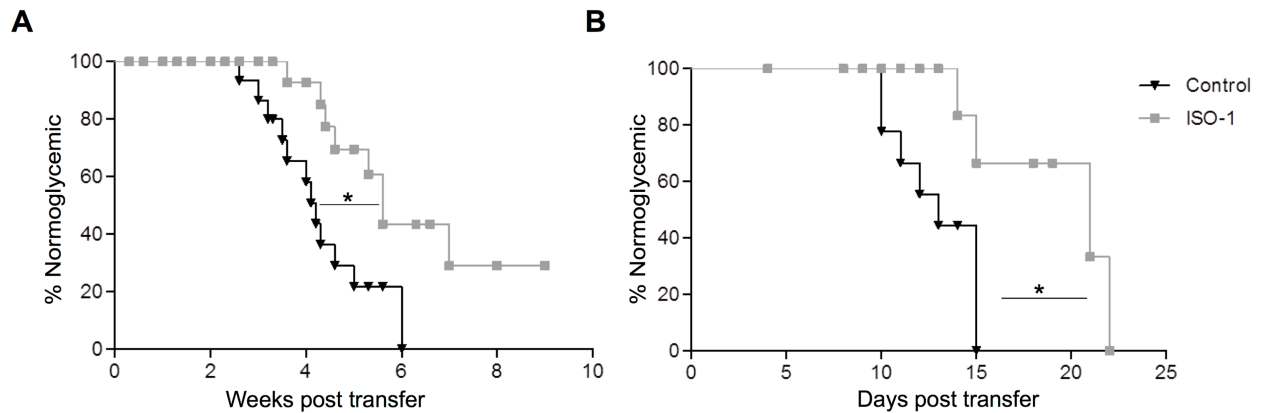 A
B
100
80
60
40
20
0
% Normoglycemic
*
0 2 4 6 8 10
Weeks post transfer
100
80
60
40
20
0
% Normoglycemic
*
0 5 10 15 20 25
Days post transfer
Control
ISO-1